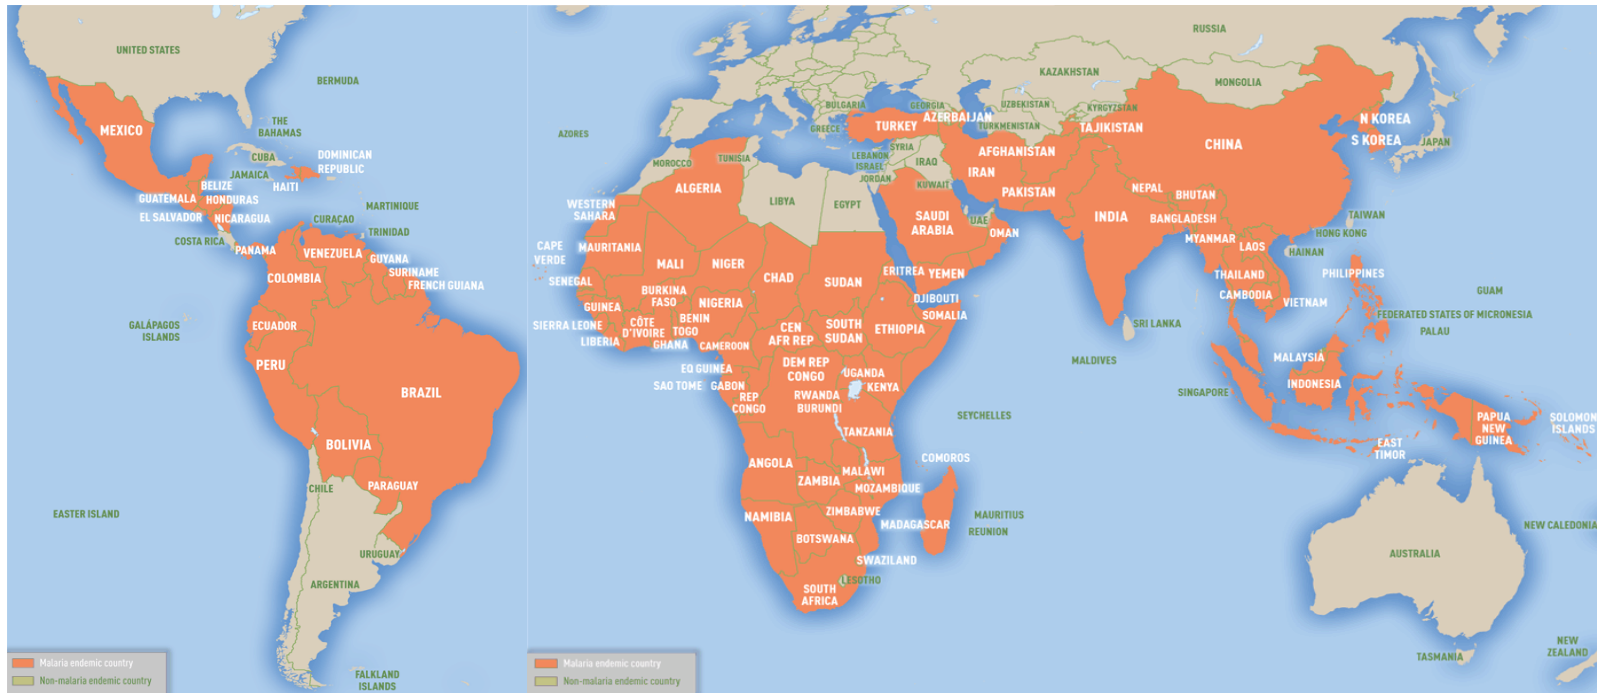 UNITED STATES
BERMUDA
THE
BAHAMAS
MEXICO
CUBA
DOMINICAN
REPUBLIC
JAMAICA
HAITI
BELIZE
GUATEMALA
HONDURAS
EL SALVADOR
NICARAGUA
MARTINIQUE
CURAÇAO
TRINIDAD
COSTA RICA
PANAMA
VENEZUELA
GUYANA
SURINAME
FRENCH GUIANA
COLOMBIA
GALÁPAGOS
ISLANDS
ECUADOR
PERU
BRAZIL
BOLIVIA
PARAGUAY
CHILE
EASTER ISLAND
URUGUAY
ARGENTINA
FALKLAND
ISLANDS
Malaria endemic country
Non-malaria endemic country
RUSSIA
KAZAKHSTAN
MONGOLIA
BULGARIA
GEORGIA
UZBEKISTAN
KYRGYZSTAN
AZERBAIJAN
N KOREA
AZORES
GREECE
TURKEY
TURKMENISTAN
TAJIKISTAN
S KOREA
JAPAN
CHINA
MOROCCO
TUNISIA
LEBANON
ISRAEL
SYRIA
IRAQ
AFGHANISTAN
IRAN
JORDAN
KUWAIT
PAKISTAN
NEPAL
BHUTAN
ALGERIA
LIBYA
EGYPT
WESTERN
SAHARA
SAUDI
ARABIA
UAE
OMAN
INDIA
BANGLADESH
TAIWAN
HONG KONG
MYANMAR
LAOS
HAINAN
CAPE
VERDE
MAURITANIA
MALI
NIGER
CHAD
SUDAN
ERITREA
YEMEN
THAILAND
PHILIPPINES
SENEGAL
BURKINA
FASO
NIGERIA
DJIBOUTI
SOMALIA
CAMBODIA
VIETNAM
GUAM
GUINEA
SIERRA LEONE
LIBERIA
CÔTE
D'IVOIRE
BENIN
TOGO
GHANA
CAMEROON
CEN
AFR REP
SOUTH
SUDAN
ETHIOPIA
SRI LANKA
FEDERATED STATES OF MICRONESIA
PALAU
MALDIVES
MALAYSIA
EQ GUINEA
SAO TOME
GABON
DEM REP
CONGO
UGANDA
KENYA
REP
CONGO
RWANDA
BURUNDI
SINGAPORE
INDONESIA
SEYCHELLES
TANZANIA
PAPUA
NEW
GUINEA
SOLOMON
ISLANDS
EAST
TIMOR
ANGOLA
ZAMBIA
MALAWI
COMOROS
MOZAMBIQUE
NAMIBIA
ZIMBABWE
MADAGASCAR
MAURITIUS
REUNION
BOTSWANA
SWAZILAND
LESOTHO
SOUTH
AFRICA
NEW CALEDONIA
AUSTRALIA
TASMANIA
NEW
ZEALAND
Malaria endemic country
Non-malaria endemic country